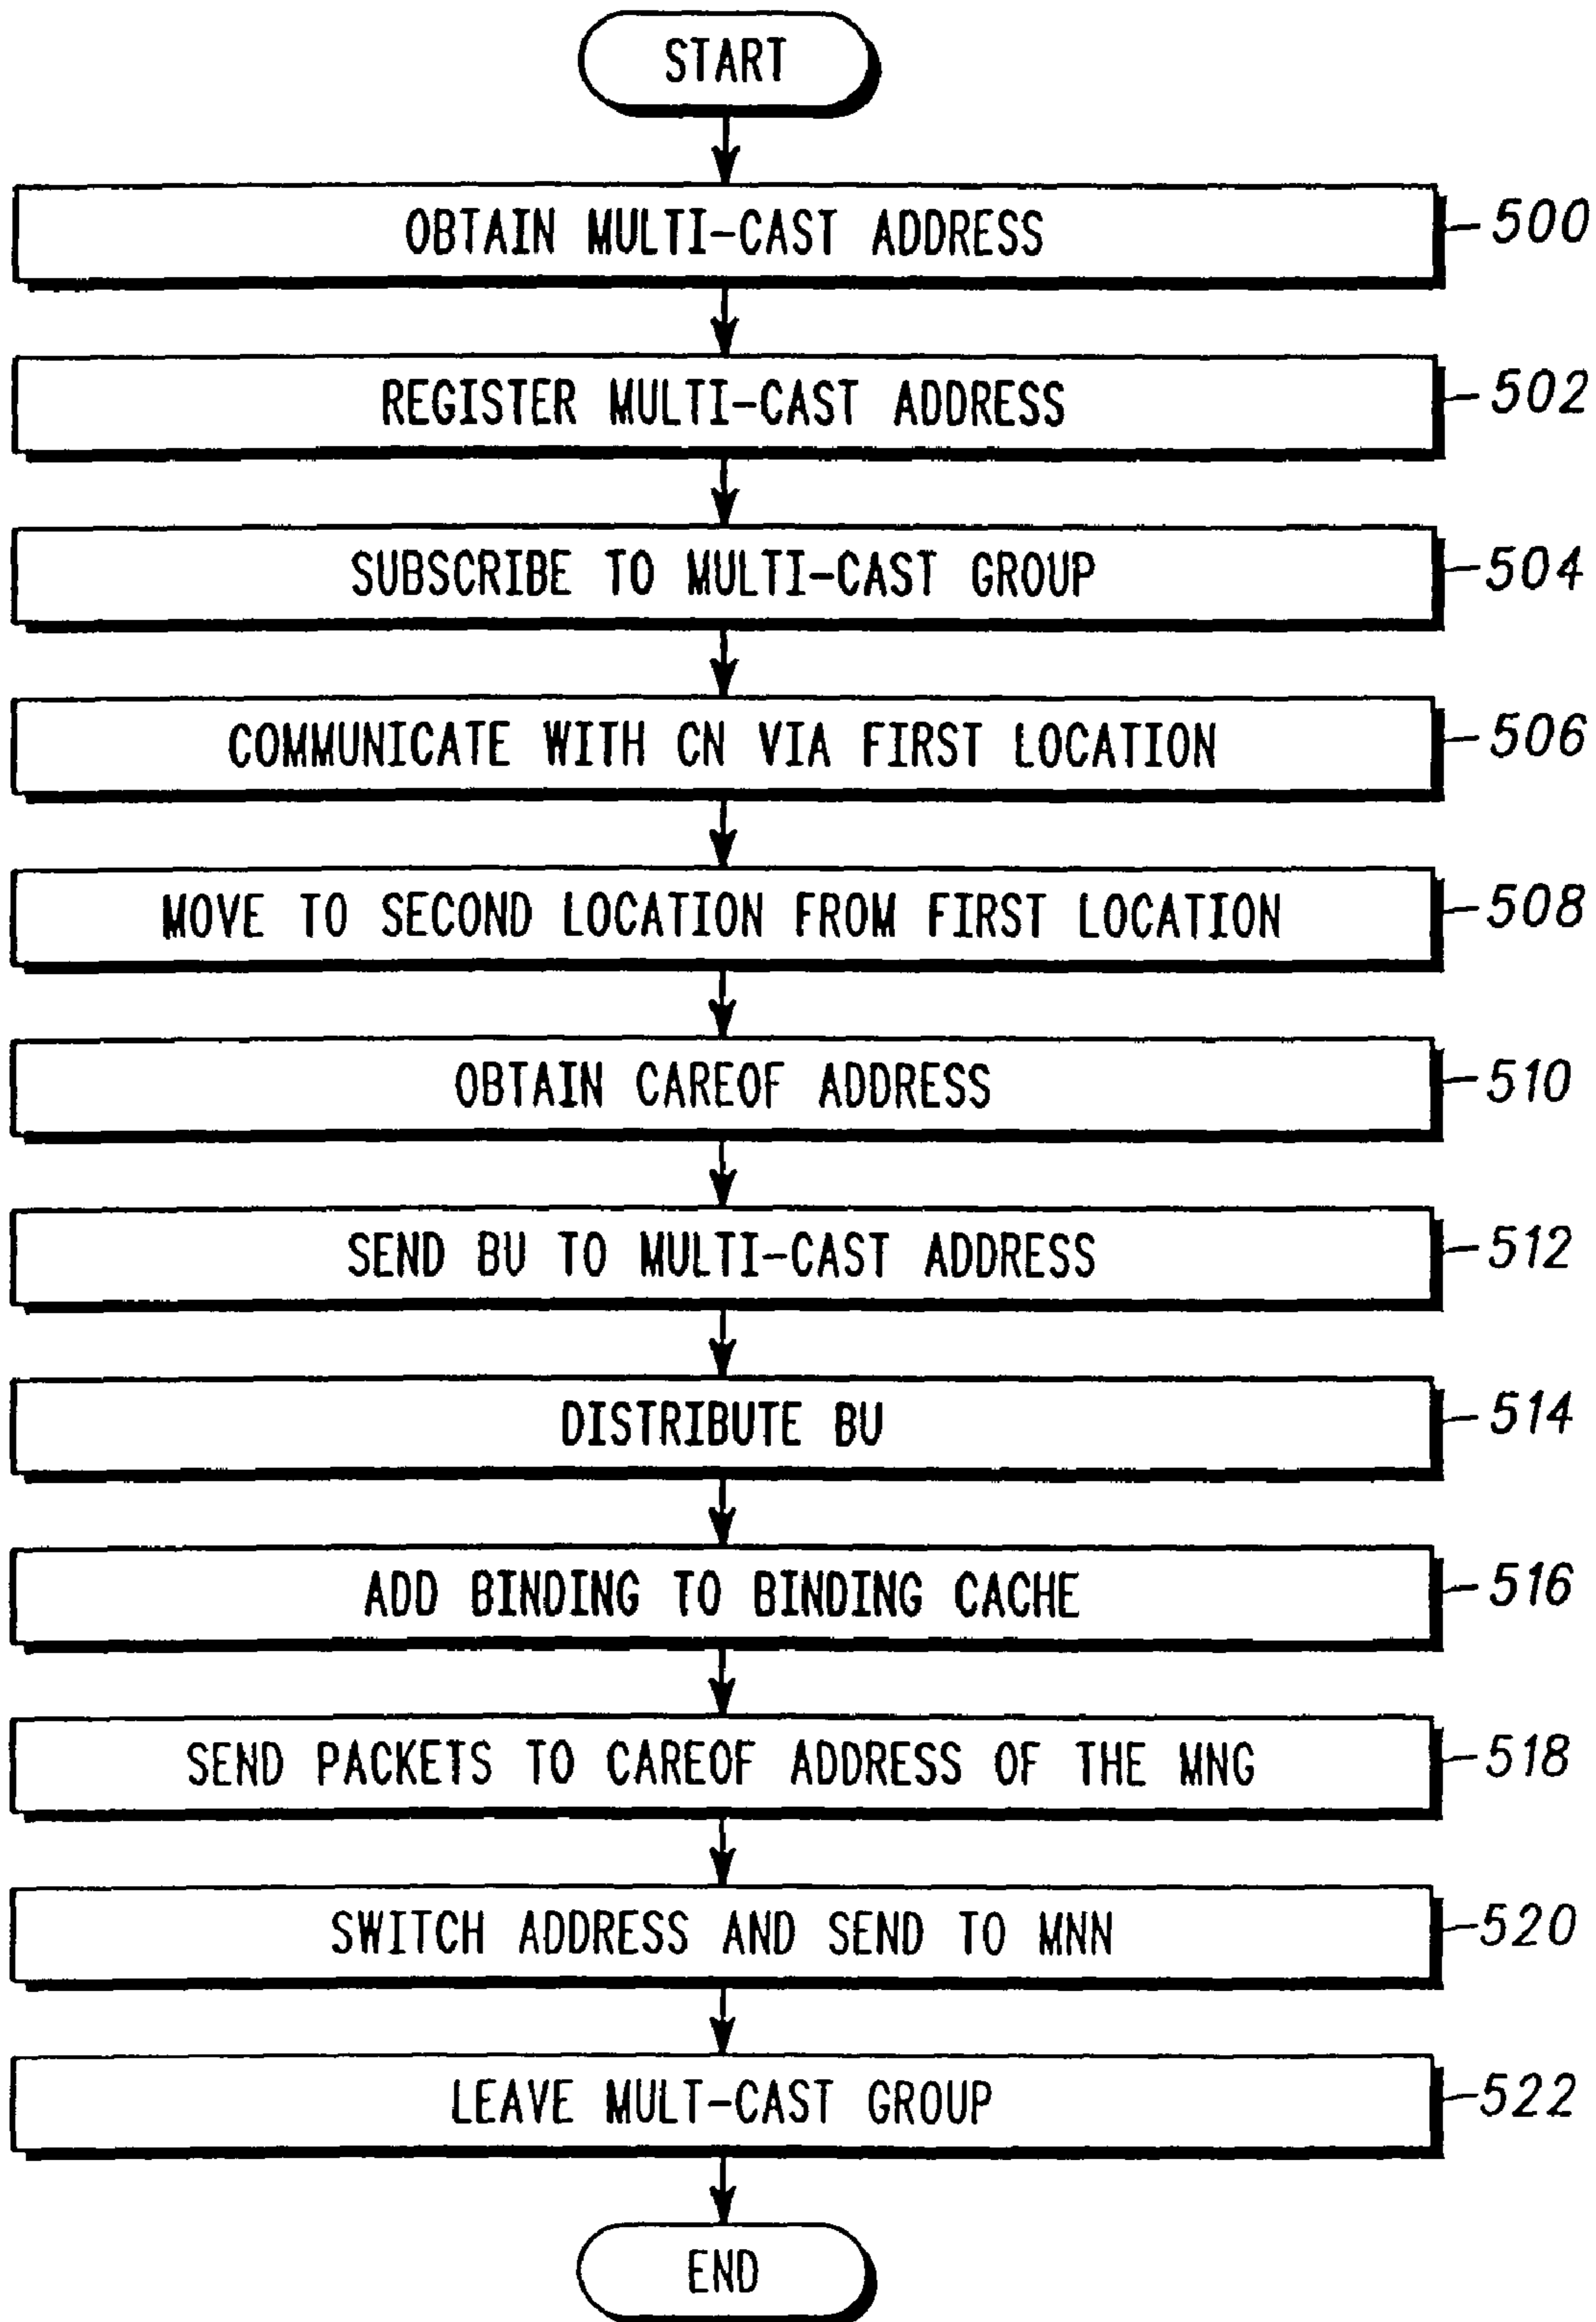 START
OBTAIN MULTI-CAST ADDRESS 500
REGISTER MULTI-CAST ADDRESS 502
SUBSCRIBE TO MULTI-CAST GROUP 504
COMMUNICATE WITH CN VIA FIRST LOCATION 506
MOVE TO SECOND LOCATION FROM FIRST LOCATION 508
OBTAIN CAREOF ADDRESS 510
SEND BU TO MULTI-CAST ADDRESS 512
DISTRIBUTE BU 514
ADD BINDING TO BINDING CACHE 516
SEND PACKETS TO CAREOF ADDRESS OF THE MNG 518
SWITCH ADDRESS AND SEND TO MNN 520
LEAVE MULT-CAST GROUP 522
END